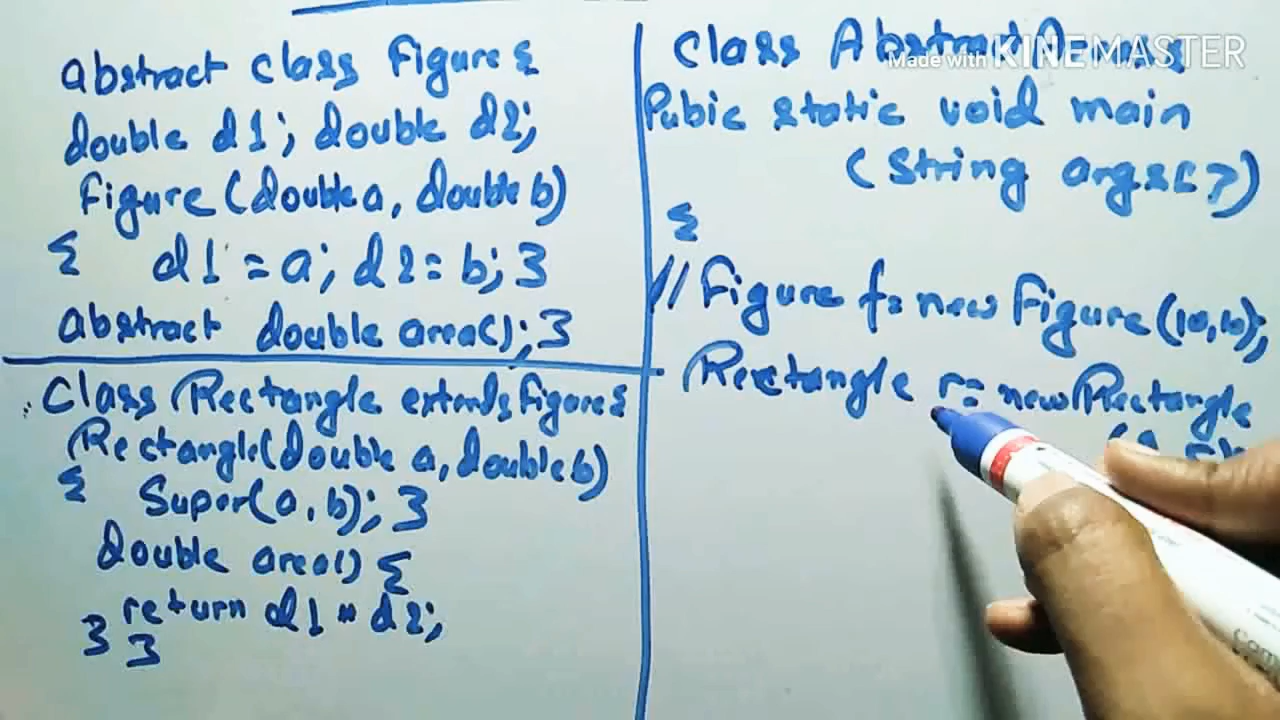 abstract class Figure {
double d1; double d2;
Figure (double a, double b)
{ d1 = a; d2 = b; }
abstract double area(); }
Class Rectangle extends Figure {
Rectangle(double a, double b)
{ Super(a, b); }
double area() {
return d1 * d2;
} }
Class Abstract
Made with KINEMASTER
Pubic static void main
(String args[])
{
// Figure f = new Figure (10,10);
Rectangle r = new Rectangle